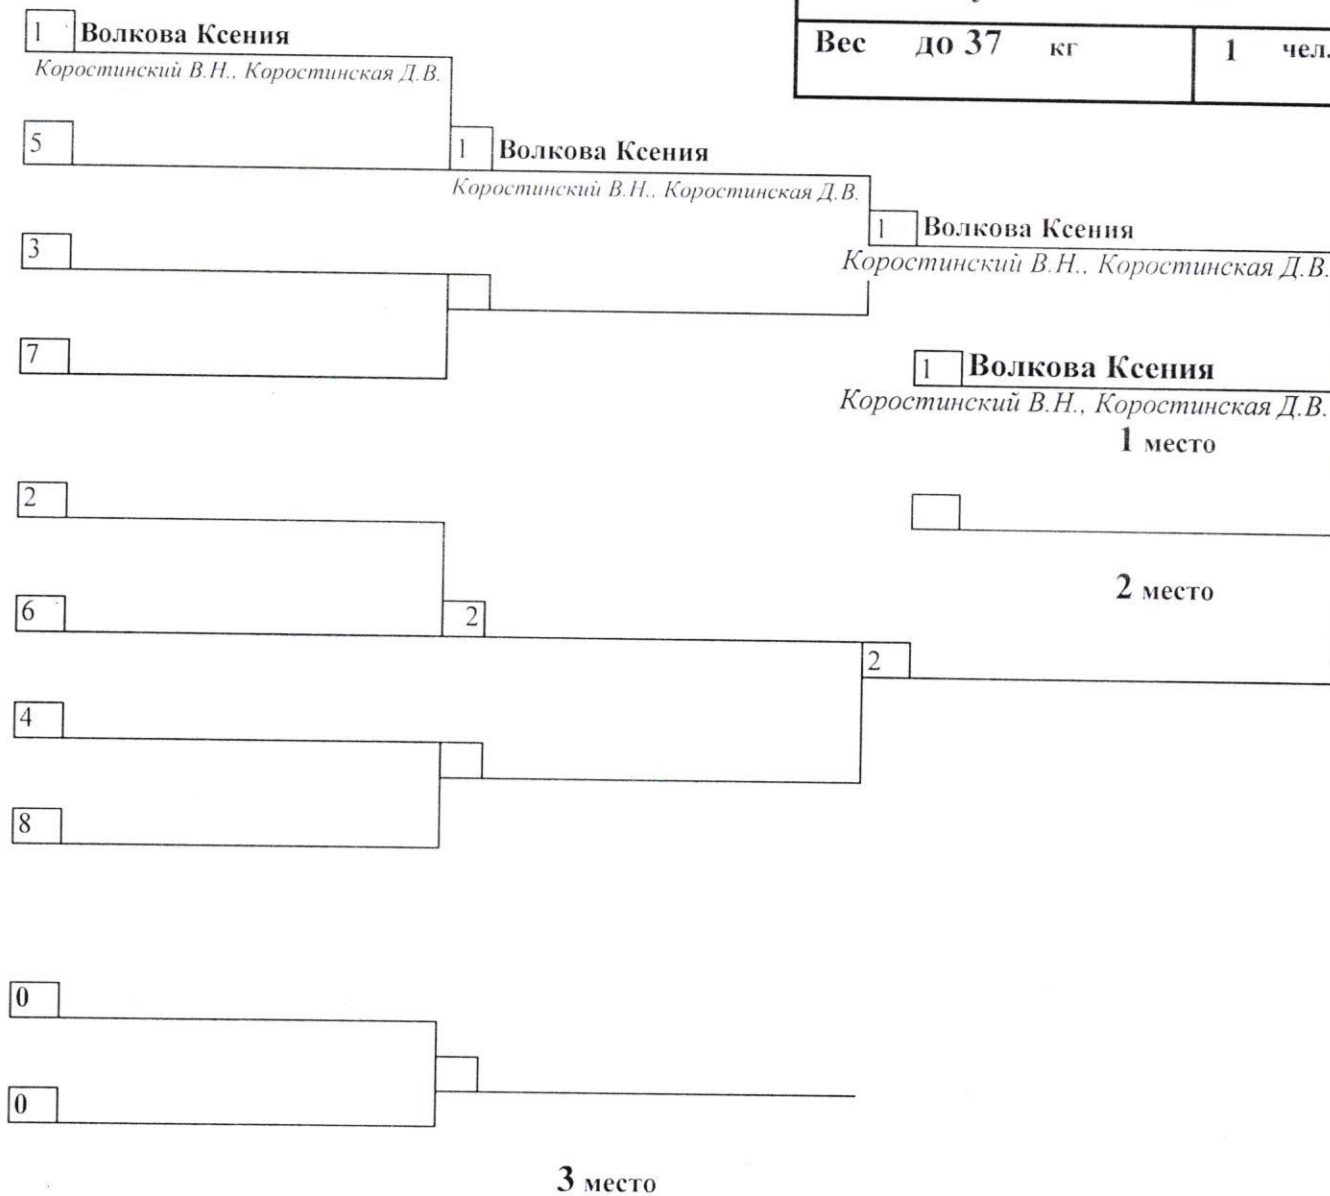 1 Волкова Ксения
Коростинский В.Н., Коростинская Д.В.
Вес до 37 кг 1 чел.
5
1 Волкова Ксения
Коростинский В.Н., Коростинская Д.В.
1 Волкова Ксения
Коростинский В.Н., Коростинская Д.В.
3
7
1 Волкова Ксения
Коростинский В.Н., Коростинская Д.В.
1 место
2
2 место
6
2
2
4
8
0
0
3 место